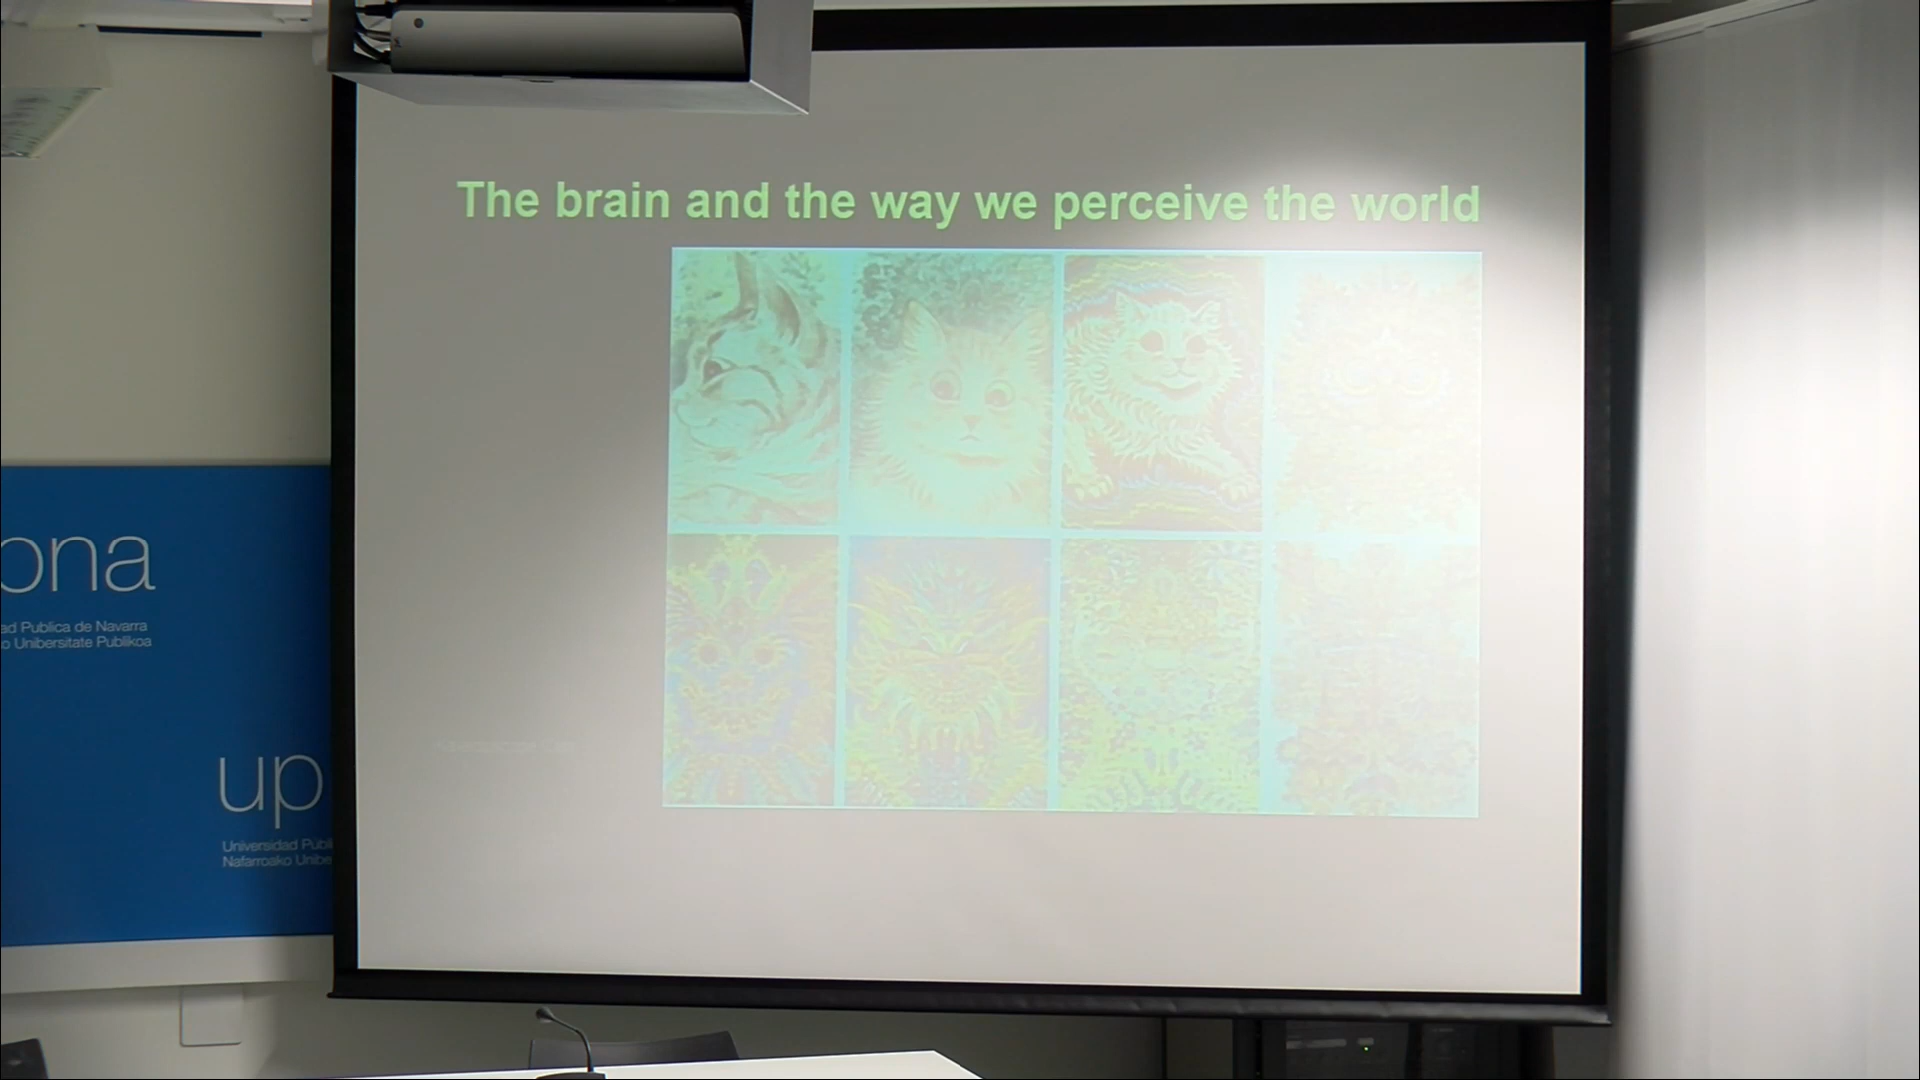 The brain and the way we perceive the world
ona
ad Publica de Navarra
o Unibersitate Publikoa
up
Universidad Públi
Nafarroako Unibe